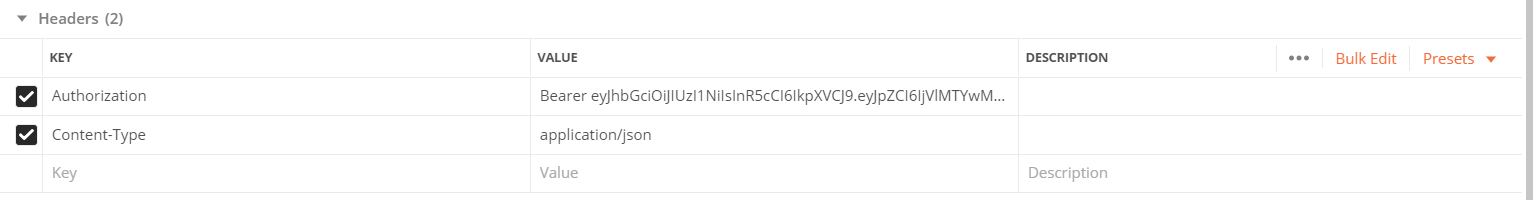 Headers (2)
KEY VALUE DESCRIPTION ••• Bulk Edit Presets
Authorization Bearer eyJhbGciOiJIUzI1NiIsInR5cCI6IkpXVCJ9.eyJpZCI6IjVlMTYwM...
Content-Type application/json
Key Value Description